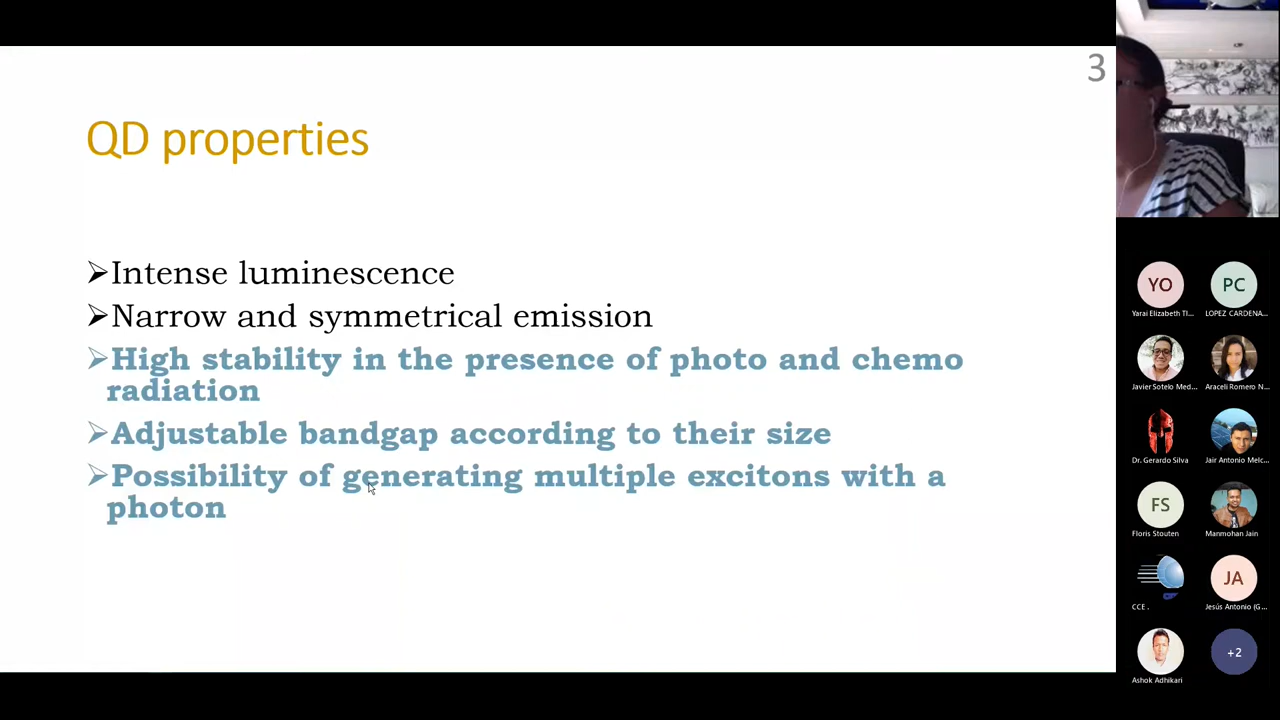 3
QD properties
➢Intense luminescence
➢Narrow and symmetrical emission
➢High stability in the presence of photo and chemo
radiation
➢Adjustable bandgap according to their size
➢Possibility of generating multiple excitons with a
photon
YO
PC
Yarai Elizabeth TI...
LOPEZ CARDENA...
Javier Sotelo Med...
Araceli Romero N...
Dr. Gerardo Silva
Jair Antonio Melc...
FS
Floris Stouten
Manmohan Jain
JA
CCE .
Jesús Antonio (G...
+2
Ashok Adhikari